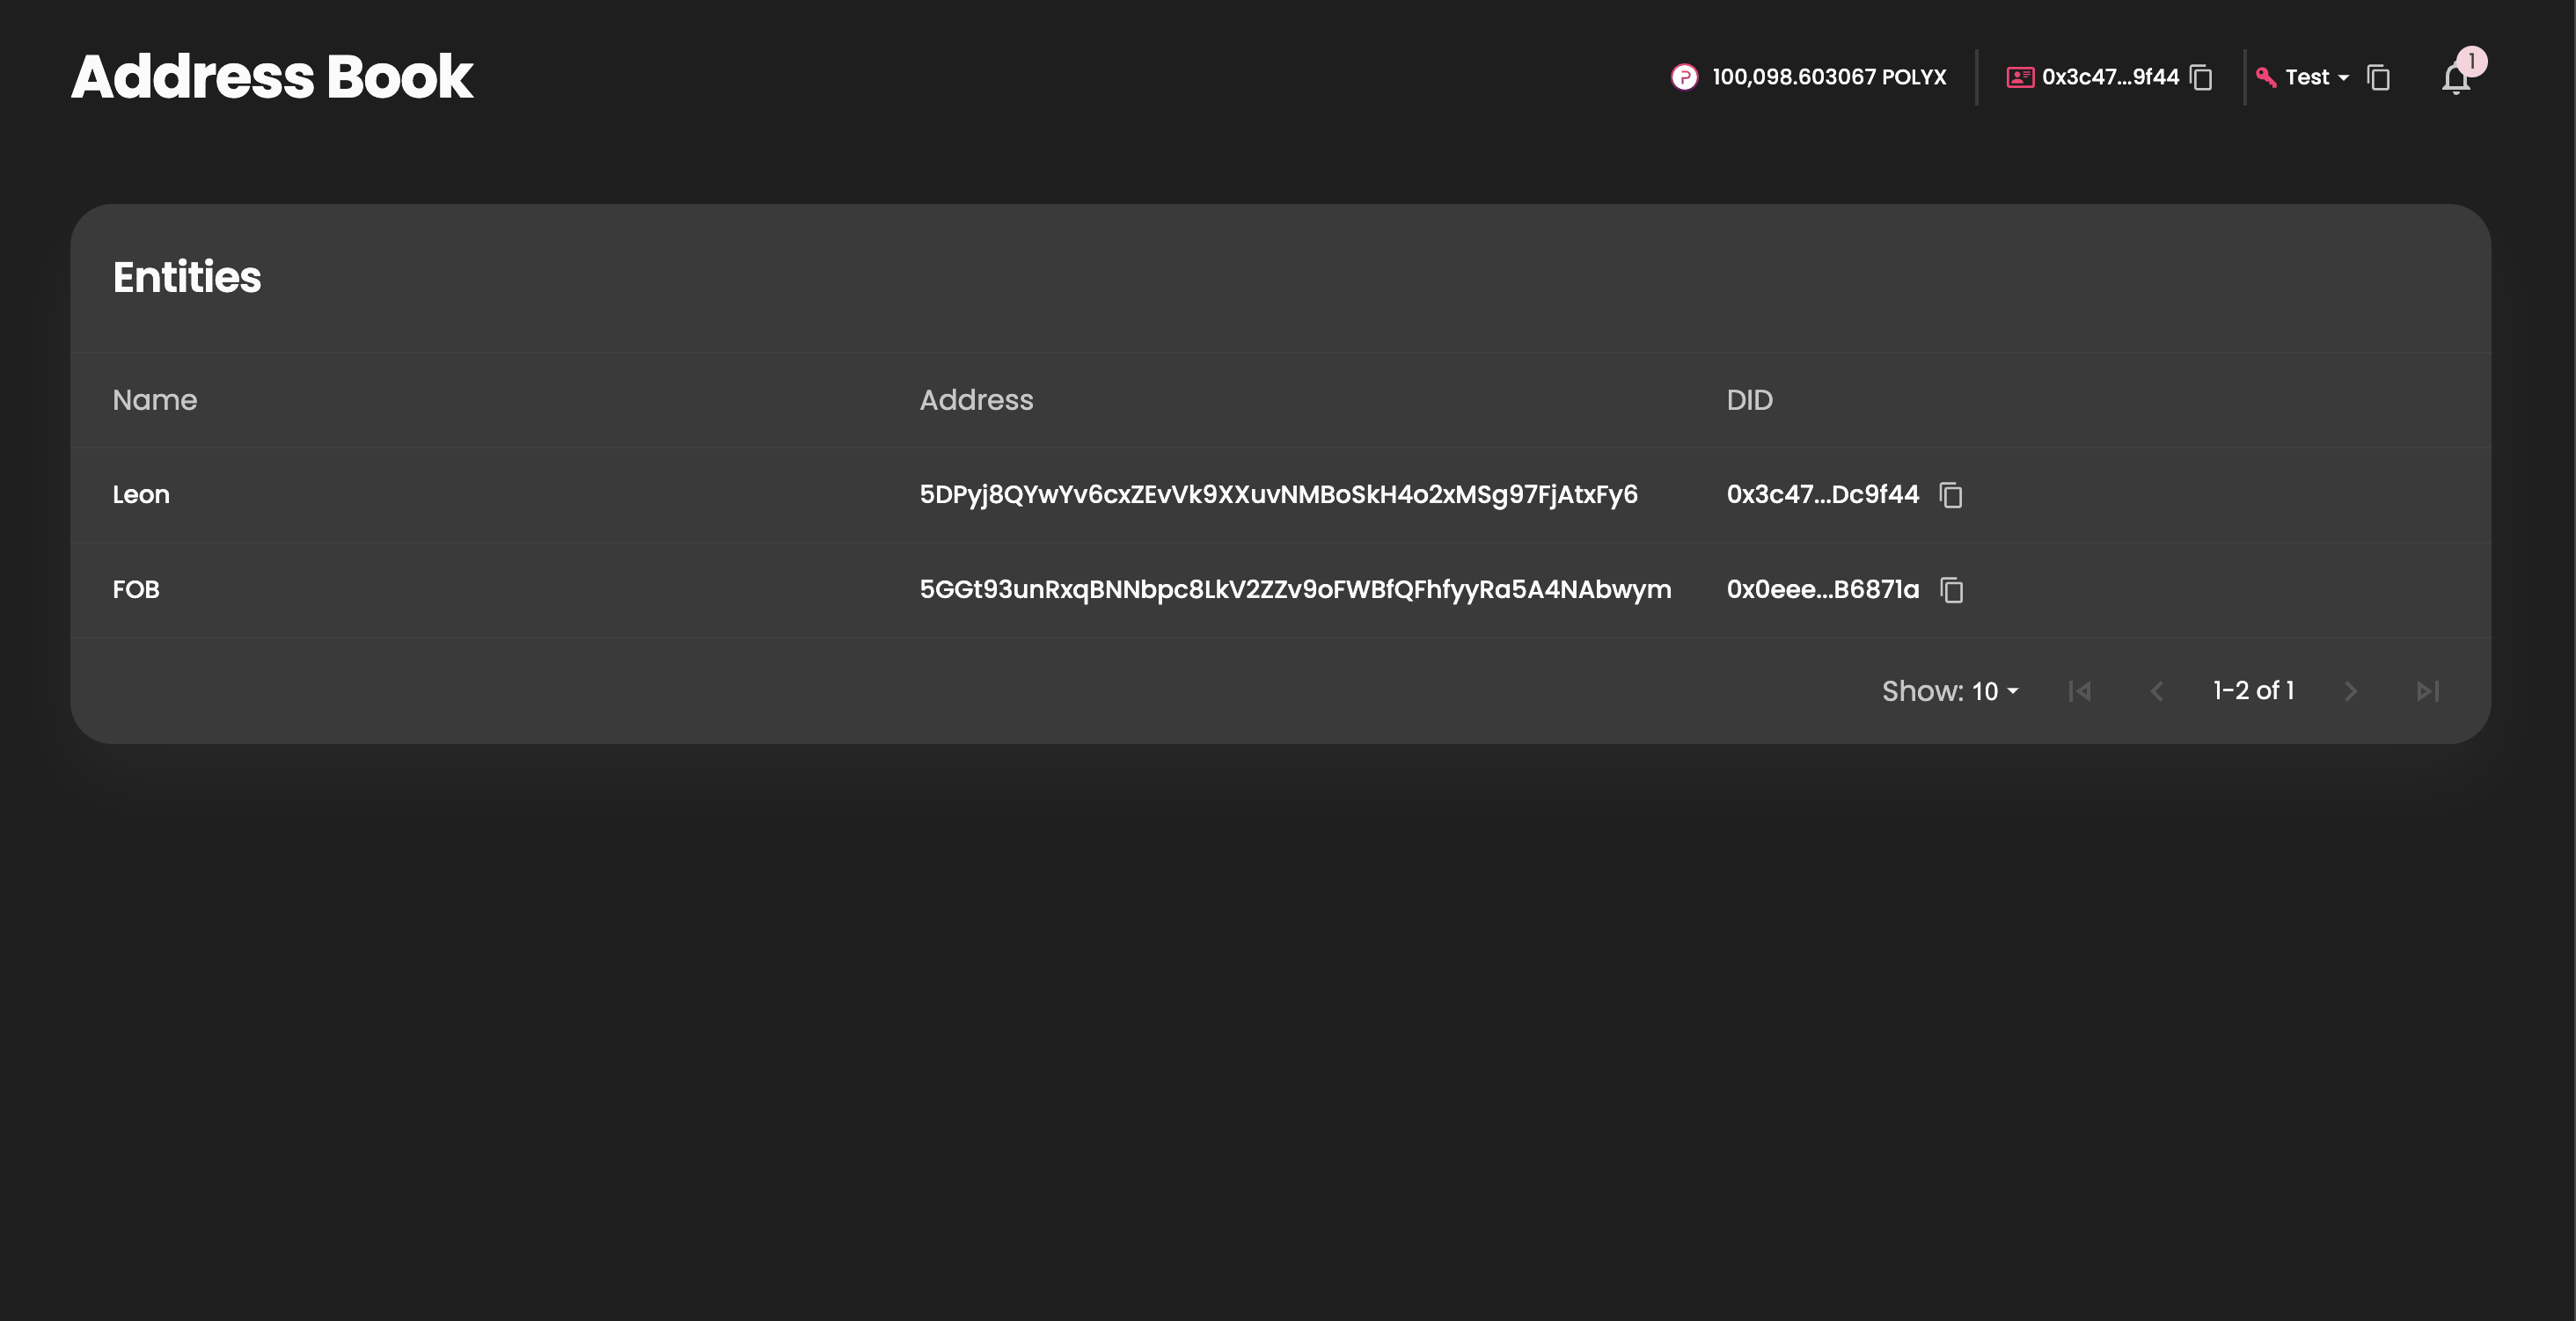 Address Book
100,098.603067 POLYX
0x3c47...9f44
Test
1
Entities
Name Address DID
Leon 5DPyj8QYwYv6cxZEvVk9XXuvNMBoSkH4o2xMSg97FjAtxFy6 0x3c47...Dc9f44
FOB 5GGt93unRxqBNNbpc8LkV2ZZv9oFWBfQFhfyyRa5A4NAbwym 0x0eee...B6871a
Show: 10 1-2 of 1